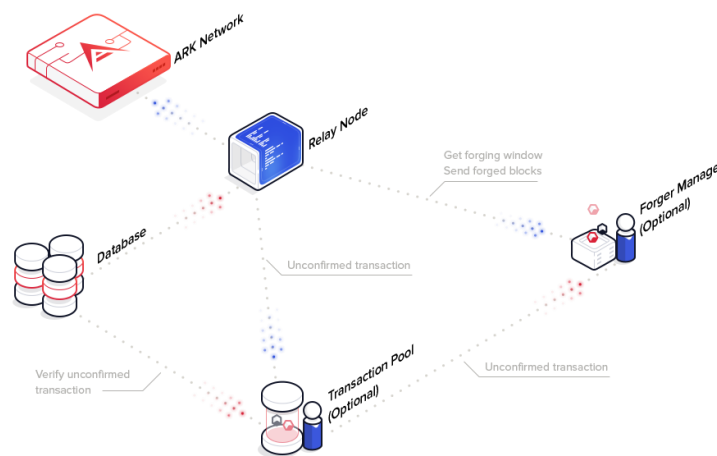 ARK Network
Relay Node
Get forging window
Send forged blocks
Forger Manage
(Optional)
Database
Unconfirmed transaction
Verify unconfirmed
transaction
Transaction Pool
(Optional)
Unconfirmed transaction